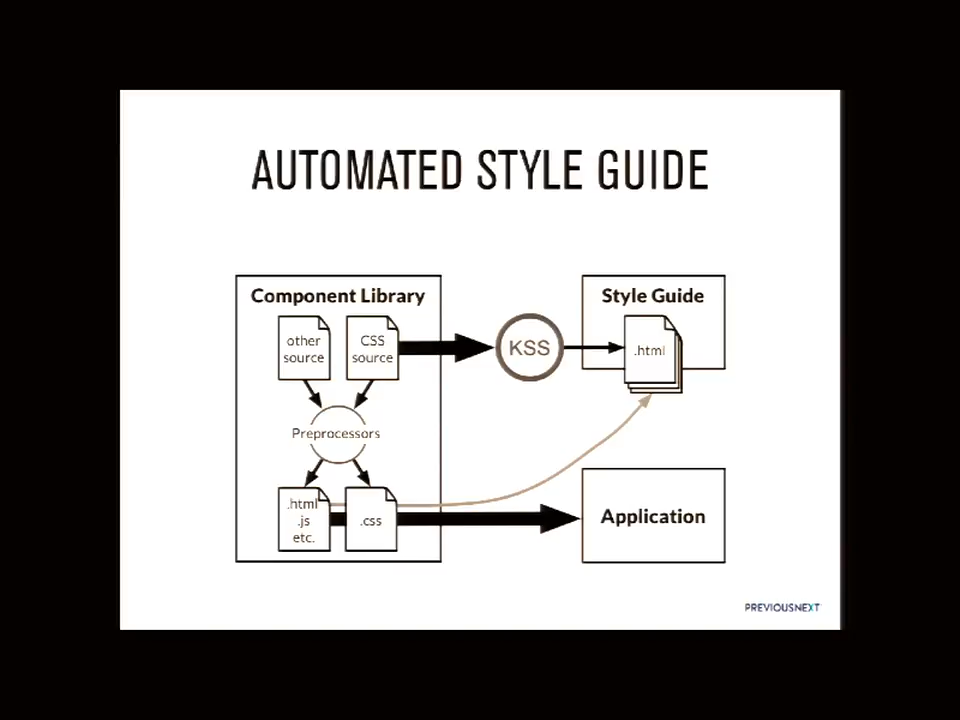 AUTOMATED STYLE GUIDE
Component Library
other
source
CSS
source
Preprocessors
.html
.js
etc.
.css
KSS
Style Guide
.html
Application
PREVIOUSNEXT